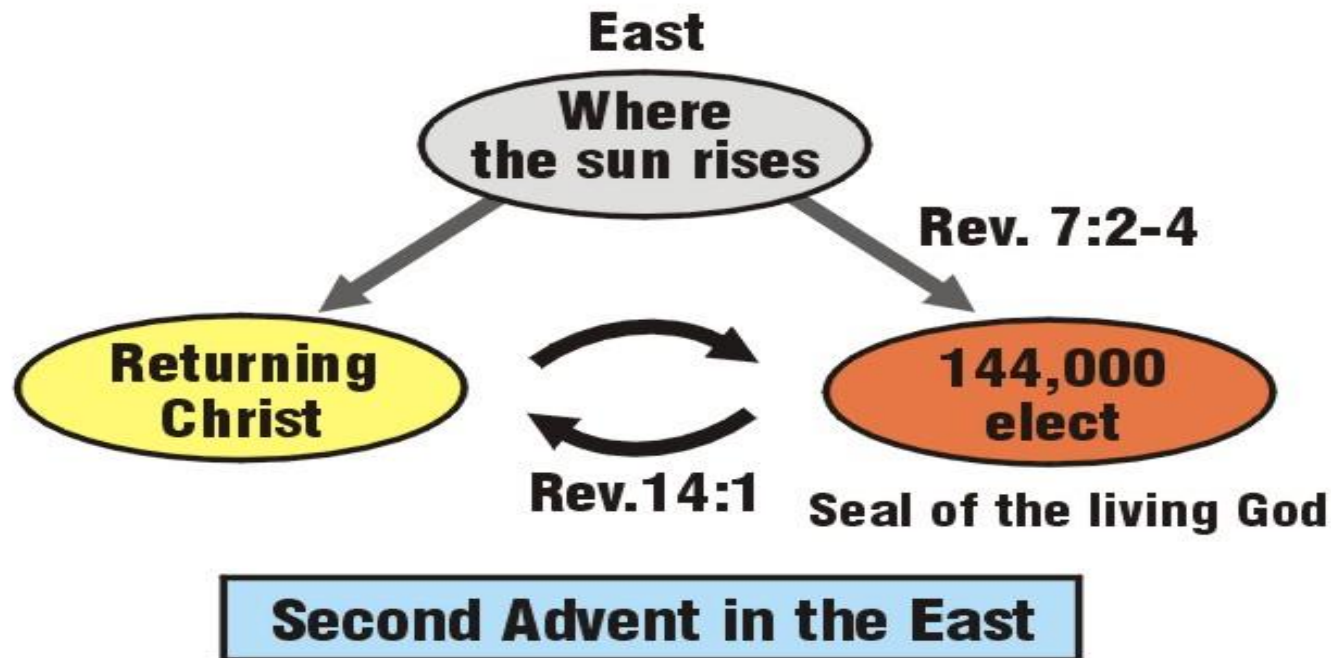 East
Where
the sun rises
Rev. 7:2-4
Returning
Christ
144,000
elect
Rev.14:1
Seal of the living God
Second Advent in the East